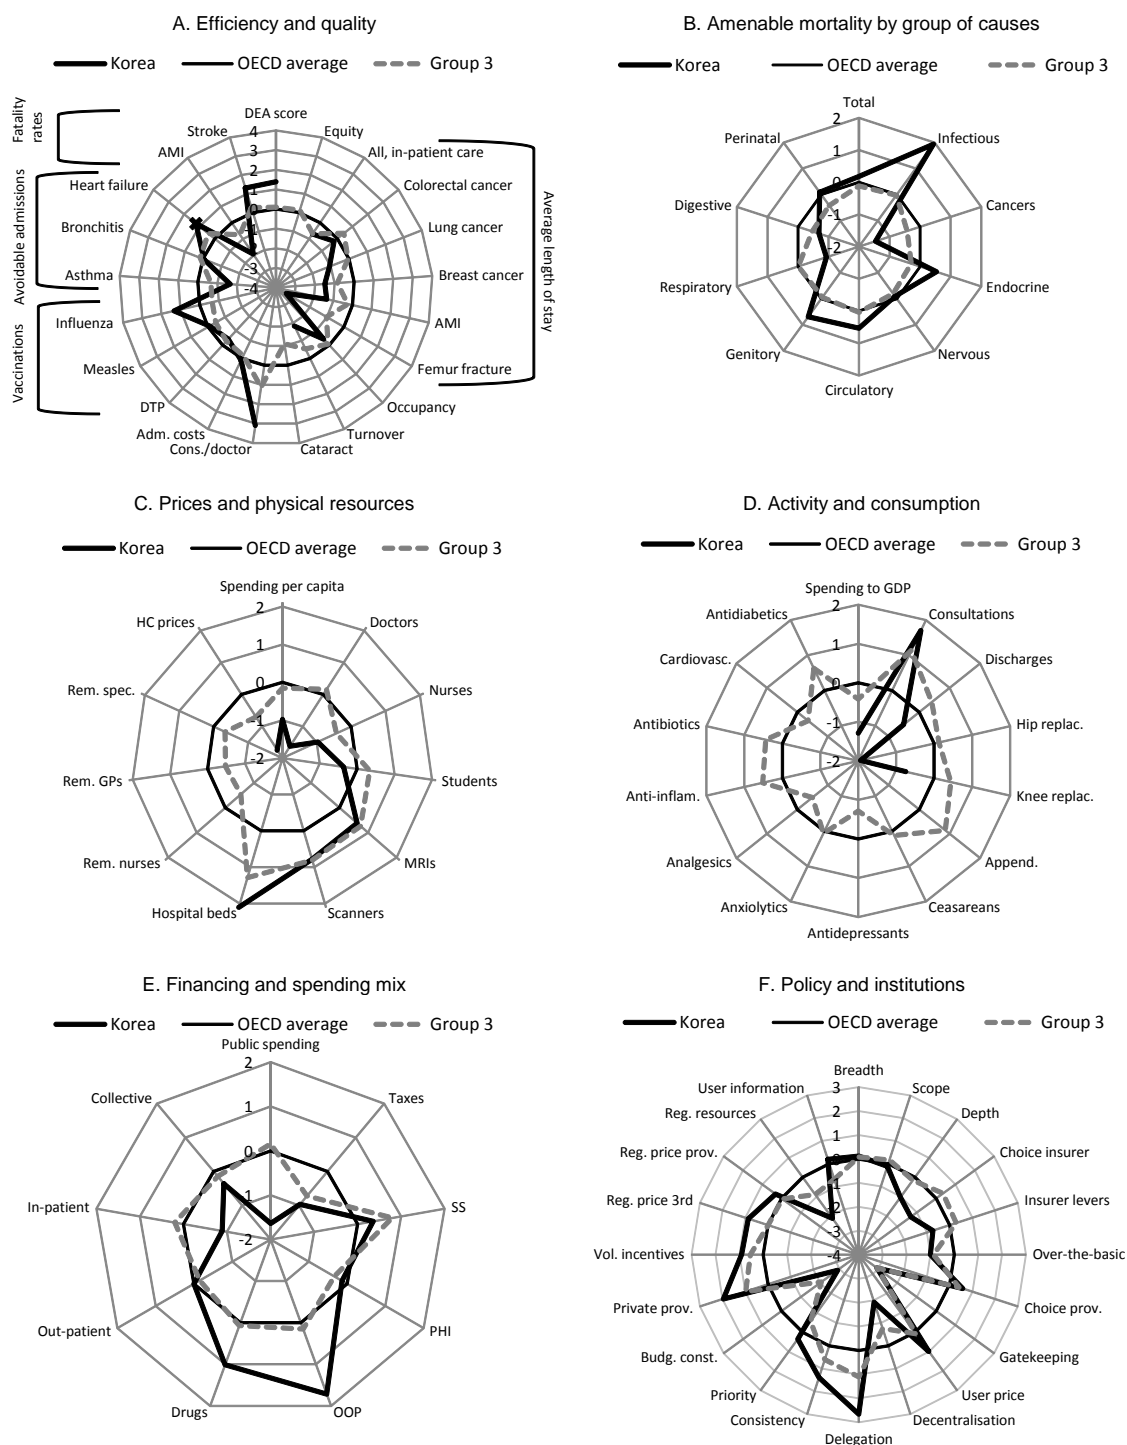 A. Efficiency and quality
Korea OECD average Group 3
Fatality rates
Avoidable admissions
Vaccinations
Average length of stay
DEA score
Equity
All, in-patient care
Colorectal cancer
Lung cancer
Breast cancer
AMI
Femur fracture
Occupancy
Turnover
Cataract
Cons./doctor
Adm. costs
DTP
Measles
Influenza
Asthma
Bronchitis
Heart failure
AMI
Stroke
4
3
2
1
0
-1
-3
-4
B. Amenable mortality by group of causes
Korea OECD average Group 3
Total
Infectious
Cancers
Endocrine
Nervous
Circulatory
Genitory
Respiratory
Digestive
Perinatal
2
1
0
-1
-2
C. Prices and physical resources
Korea OECD average Group 3
Spending per capita
Doctors
Nurses
Students
MRIs
Scanners
Hospital beds
Rem. nurses
Rem. GPs
Rem. spec.
HC prices
2
1
0
-1
-2
D. Activity and consumption
Korea OECD average Group 3
Spending to GDP
Consultations
Discharges
Hip replac.
Knee replac.
Append.
Ceasareans
Antidepressants
Anxiolytics
Analgesics
Anti-inflam.
Antibiotics
Cardiovasc.
Antidiabetics
2
1
0
-1
-2
E. Financing and spending mix
Korea OECD average Group 3
Public spending
Taxes
SS
PHI
OOP
Drugs
Out-patient
In-patient
Collective
2
1
0
-1
-2
F. Policy and institutions
Korea OECD average Group 3
Breadth
Scope
Depth
Choice insurer
Insurer levers
Over-the-basic
Choice prov.
Gatekeeping
User price
Decentralisation
Delegation
Consistency
Priority
Budg. const.
Private prov.
Vol. incentives
Reg. price 3rd
Reg. price prov.
Reg. resources
User information
3
2
1
0
-1
-2
-3
-4